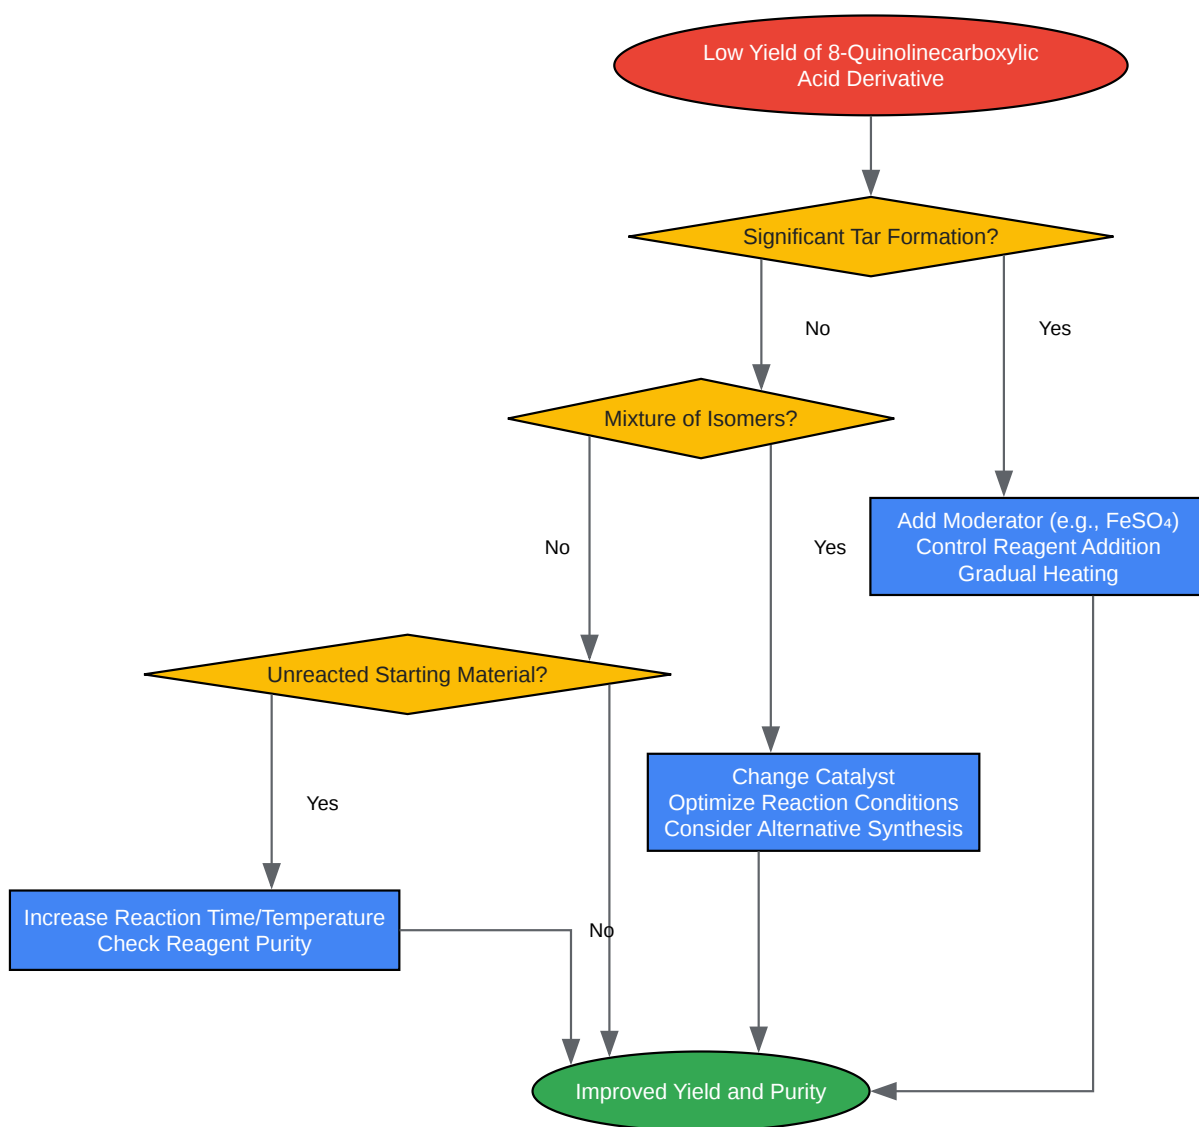 Low Yield of 8-Quinolinecarboxylic
Acid Derivative
Significant Tar Formation?
No
Yes
Mixture of Isomers?
Add Moderator (e.g., FeSO₄)
Control Reagent Addition
Gradual Heating
No
Yes
Unreacted Starting Material?
Change Catalyst
Optimize Reaction Conditions
Consider Alternative Synthesis
Yes
Increase Reaction Time/Temperature
Check Reagent Purity
No
Improved Yield and Purity